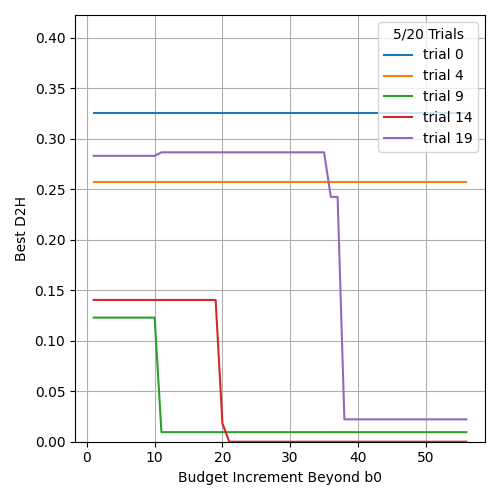 5/20 Trials
trial 0
trial 4
trial 9
trial 14
trial 19
Best D2H
0.40
0.35
0.30
0.25
0.20
0.15
0.10
0.05
0.00
0 10 20 30 40 50
Budget Increment Beyond b0